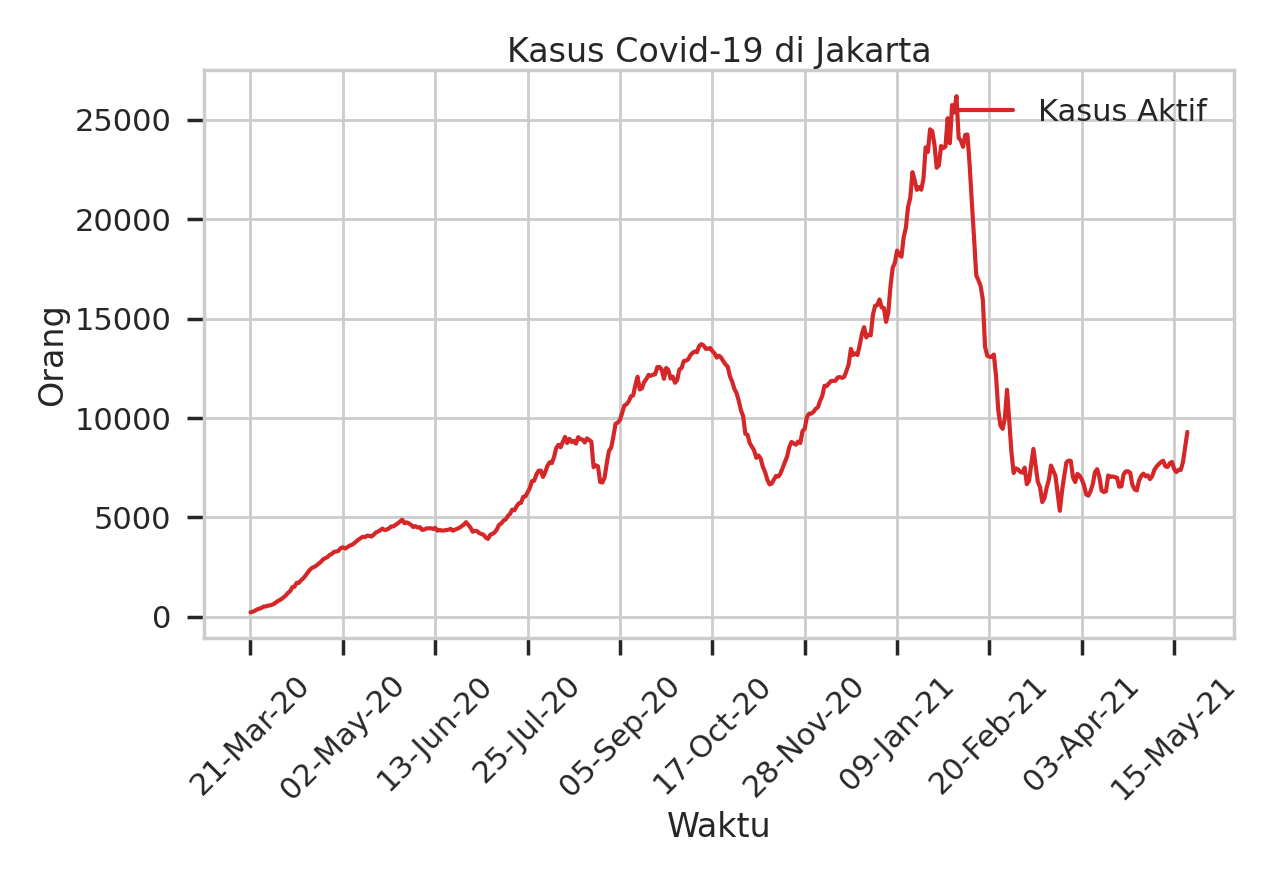 Kasus Covid-19 di Jakarta
Kasus Aktif
25000
20000
15000
10000
5000
0
Orang
21-Mar-20
02-May-20
13-Jun-20
25-Jul-20
05-Sep-20
17-Oct-20
28-Nov-20
09-Jan-21
20-Feb-21
03-Apr-21
15-May-21
Waktu